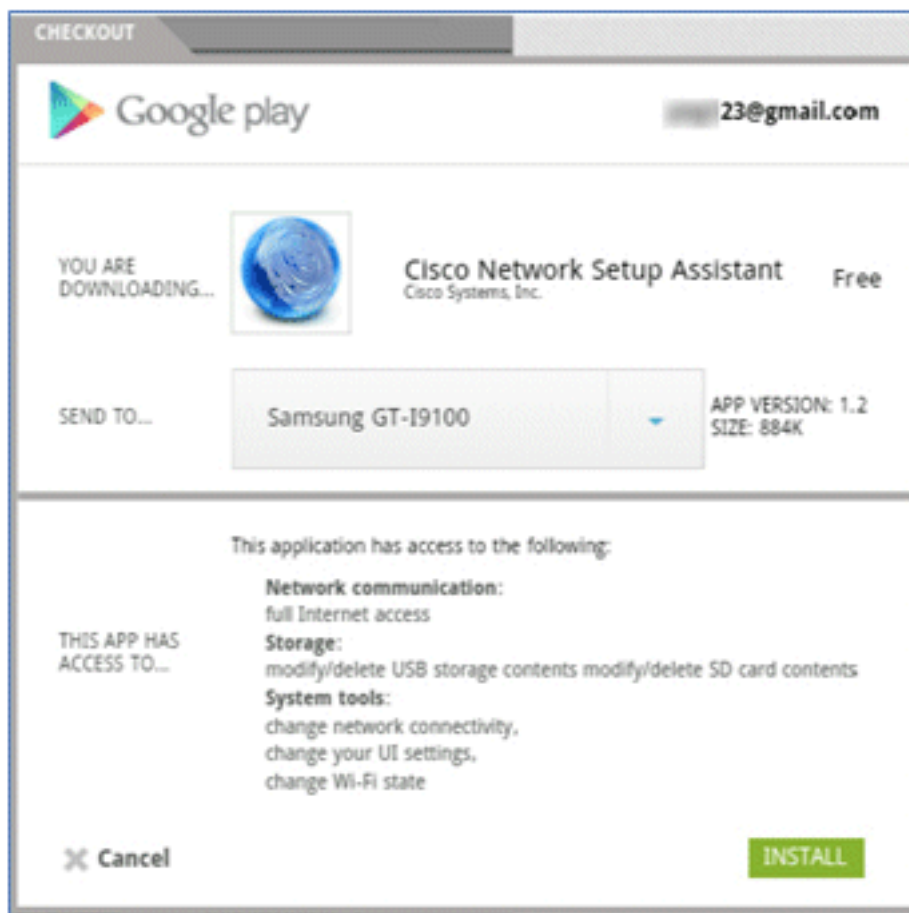 CHECKOUT
Google play
23@gmail.com
YOU ARE
DOWNLOADING...
Cisco Network Setup Assistant
Cisco Systems, Inc.
Free
SEND TO...
Samsung GT-I9100
APP VERSION: 1.2
SIZE: 884K
This application has access to the following:
THIS APP HAS
ACCESS TO...
Network communication:
full Internet access
Storage:
modify/delete USB storage contents modify/delete SD card contents
System tools:
change network connectivity,
change your UI settings,
change Wi-Fi state
Cancel
INSTALL